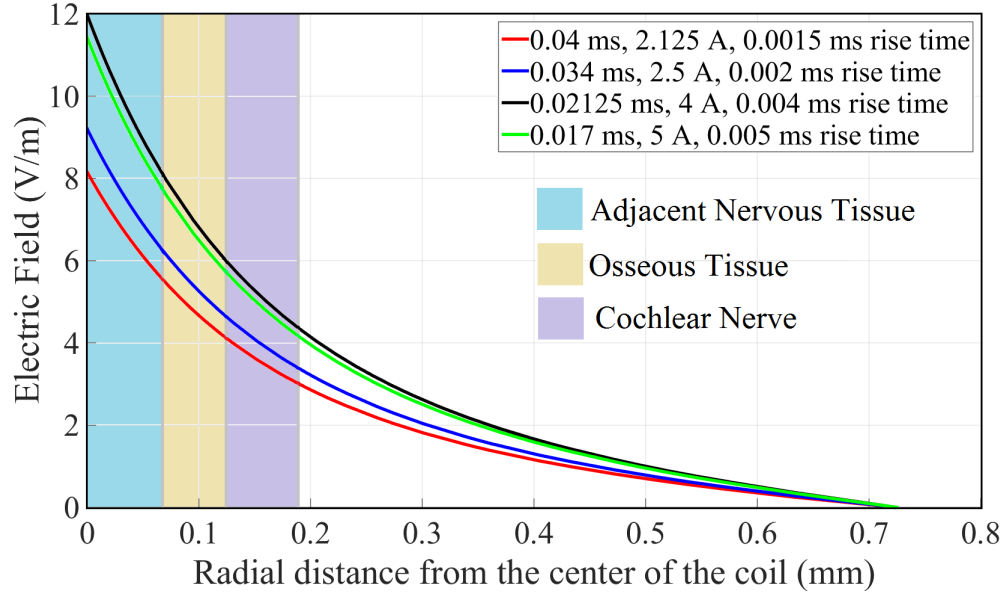 12
10
8
6
4
2
0
Electric Field (V/m)
0.04 ms, 2.125 A, 0.0015 ms rise time
0.034 ms, 2.5 A, 0.002 ms rise time
0.02125 ms, 4 A, 0.004 ms rise time
0.017 ms, 5 A, 0.005 ms rise time
Adjacent Nervous Tissue
Osseous Tissue
Cochlear Nerve
0 0.1 0.2 0.3 0.4 0.5 0.6 0.7 0.8
Radial distance from the center of the coil (mm)